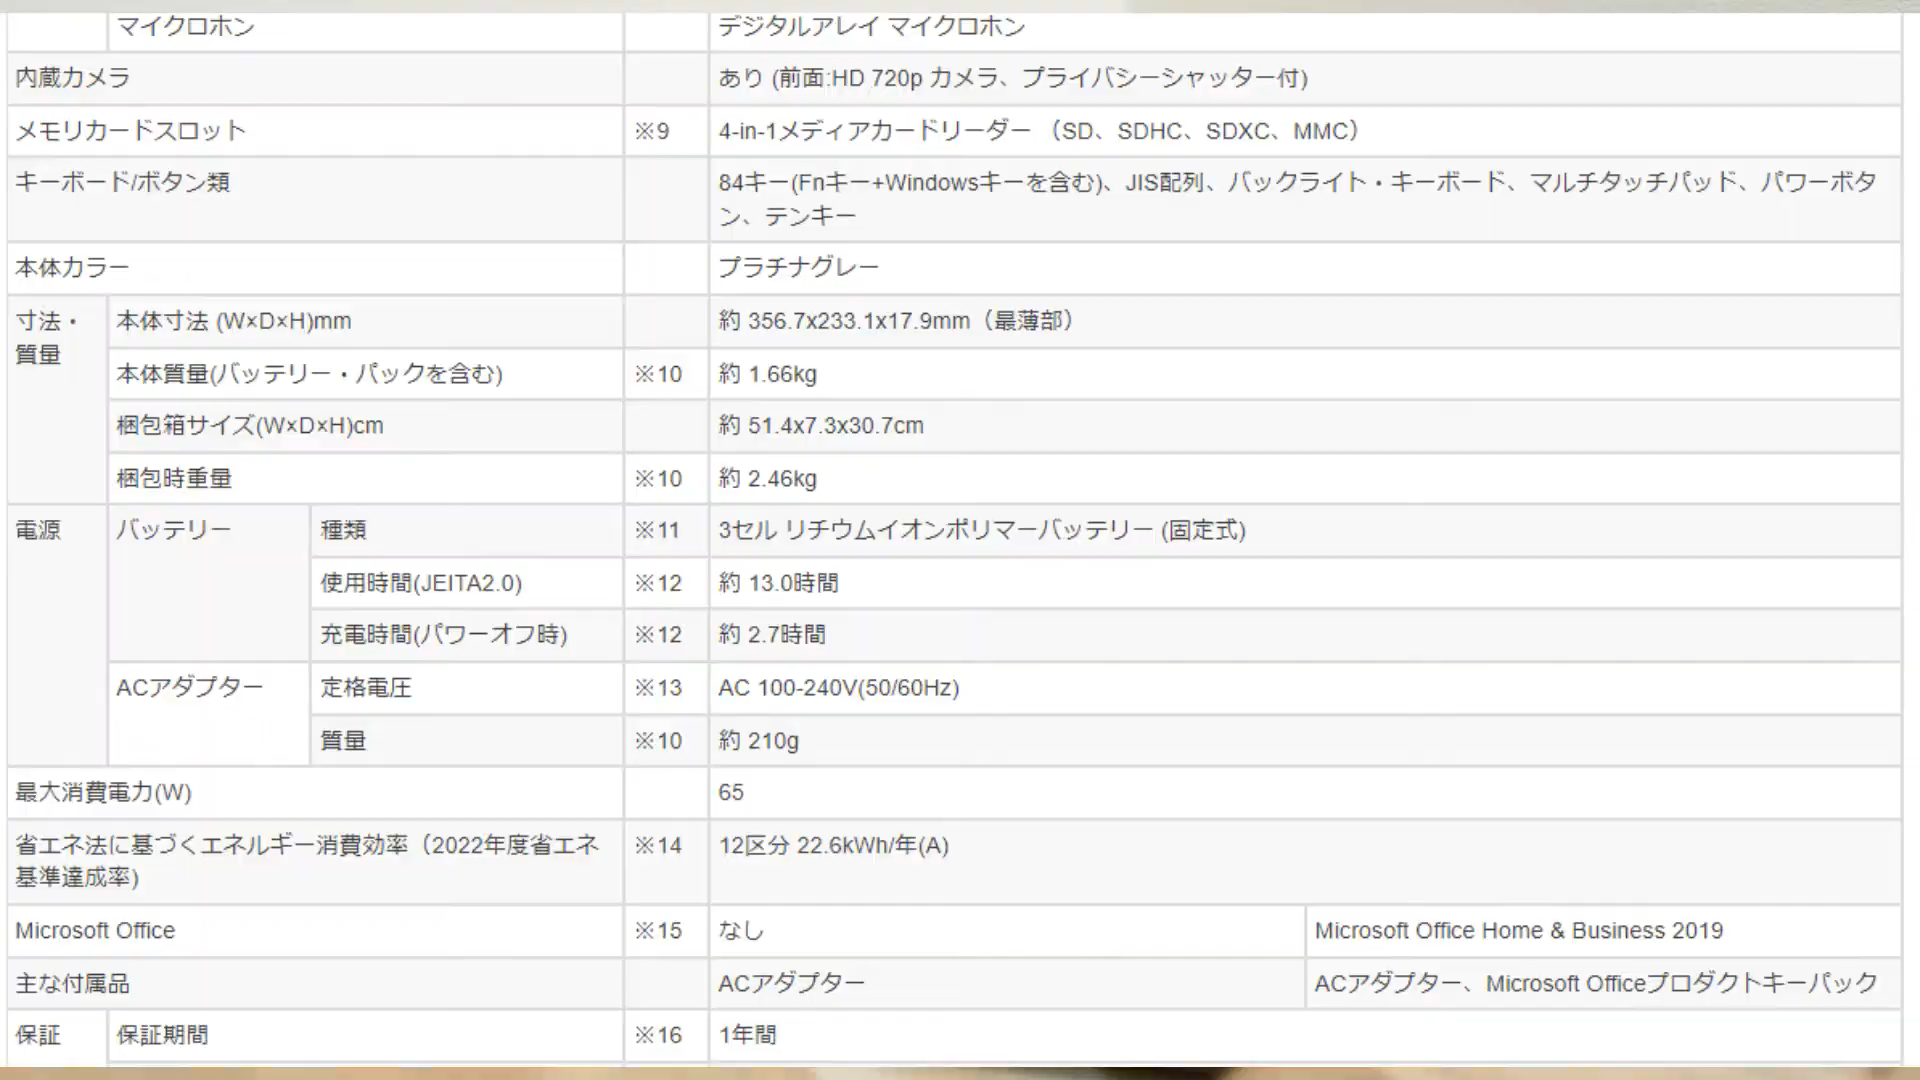 マイクロホン デジタルアレイ マイクロホン
内蔵カメラ あり (前面:HD 720p カメラ、プライバシーシャッター付)
メモリカードスロット ※9 4-in-1メディアカードリーダー （SD、SDHC、SDXC、MMC）
キーボード/ボタン類 84キー(Fnキー+Windowsキーを含む)、JIS配列、バックライト・キーボード、マルチタッチパッド、パワーボタ
ン、テンキー
本体カラー プラチナグレー
寸法・ 本体寸法 (W×D×H)mm 約 356.7x233.1x17.9mm（最薄部）
質量
本体質量(バッテリー・パックを含む) ※10 約 1.66kg
梱包箱サイズ(W×D×H)cm 約 51.4x7.3x30.7cm
梱包時重量 ※10 約 2.46kg
電源 バッテリー 種類 ※11 3セル リチウムイオンポリマーバッテリー (固定式)
使用時間(JEITA2.0) ※12 約 13.0時間
充電時間(パワーオフ時) ※12 約 2.7時間
ACアダプター 定格電圧 ※13 AC 100-240V(50/60Hz)
質量 ※10 約 210g
最大消費電力(W) 65
省エネ法に基づくエネルギー消費効率（2022年度省エネ ※14 12区分 22.6kWh/年(A)
基準達成率)
Microsoft Office ※15 なし Microsoft Office Home & Business 2019
主な付属品 ACアダプター ACアダプター、Microsoft Officeプロダクトキーパック
保証 保証期間 ※16 1年間